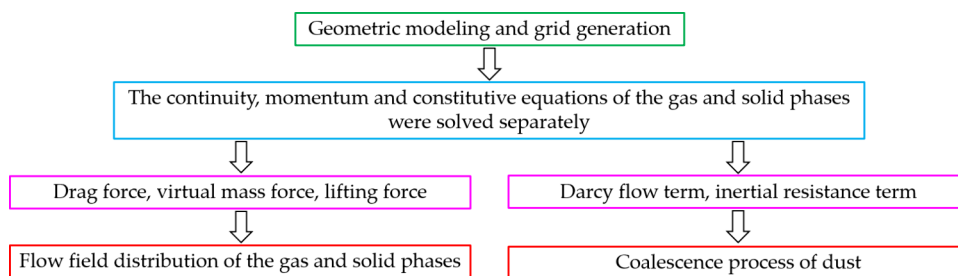 Geometric modeling and grid generation
The continuity, momentum and constitutive equations of the gas and solid phases
were solved separately
Drag force, virtual mass force, lifting force
Darcy flow term, inertial resistance term
Flow field distribution of the gas and solid phases
Coalescence process of dust